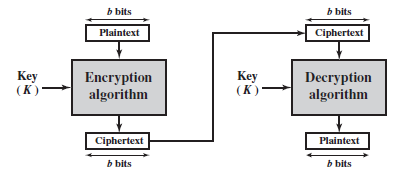 b bits
Plaintext
Key
(K)
Encryption
algorithm
Ciphertext
b bits
b bits
Ciphertext
Key
(K)
Decryption
algorithm
Plaintext
b bits